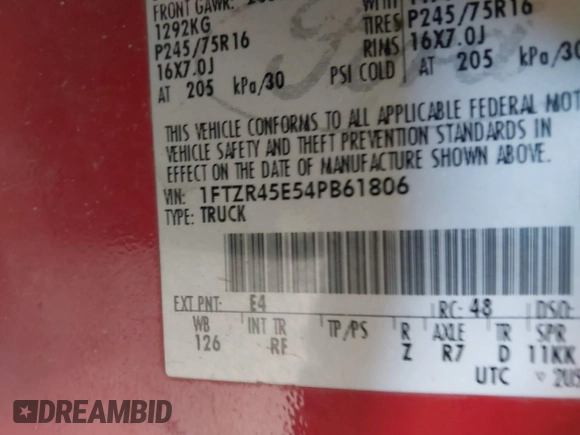 FRONT GAWR:
WITH
1292KG
TIRES P245/75R16
P245/75R16
RIMS 16X7.0J
16X7.0J
PSI COLD AT 205 kPa/30
AT 205 kPa/30
THIS VEHICLE CONFORMS TO ALL APPLICABLE FEDERAL MOT
VEHICLE SAFETY AND THEFT PREVENTION STANDARDS IN
EFFECT ON THE DATE OF MANUFACTURE SHOWN ABOVE.
VIN: 1FTZR45E54PB61806
TYPE: TRUCK
EXT PNT: E4 RC: 48 DSO:
WB INT TR TP/PS R AXLE TR SPR
126 RF Z R7 D 11KK
UTC
DREAMBID